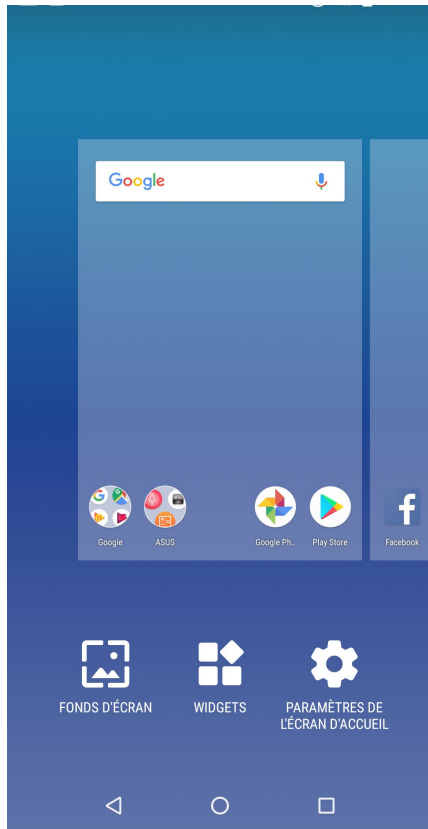 Google
Google
ASUS
Google Ph..
Play Store
Facebook
FONDS D'ÉCRAN
WIDGETS
PARAMÈTRES DE
L'ÉCRAN D'ACCUEIL